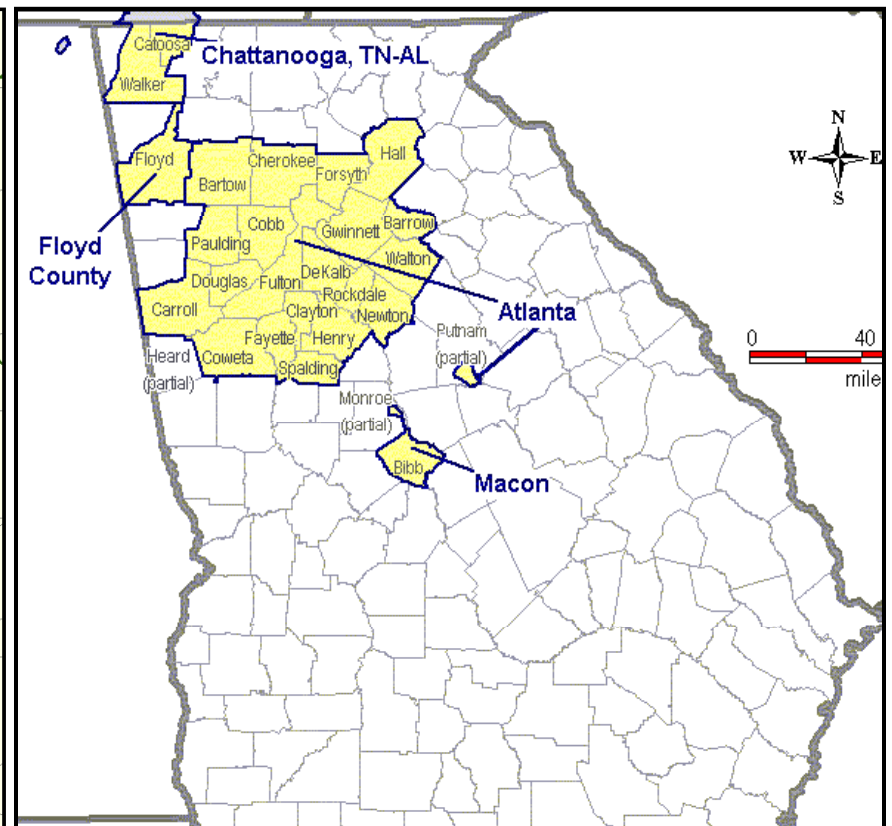 Catoosa
Chattanooga, TN-AL
Walker
N
W
E
S
Floyd
Cherokee
Hall
Forsyth
Bartow
Cobb
Gwinnett
Barrow
Paulding
Floyd
County
Walton
DeKalb
Douglas
Fulton
Rockdale
Carroll
Clayton
Newton
Atlanta
Putnam
(partial)
Fayette
Henry
0
40
mile
Heard
(partial)
Coweta
Spalding
Monroe
(partial)
Bibb
Macon